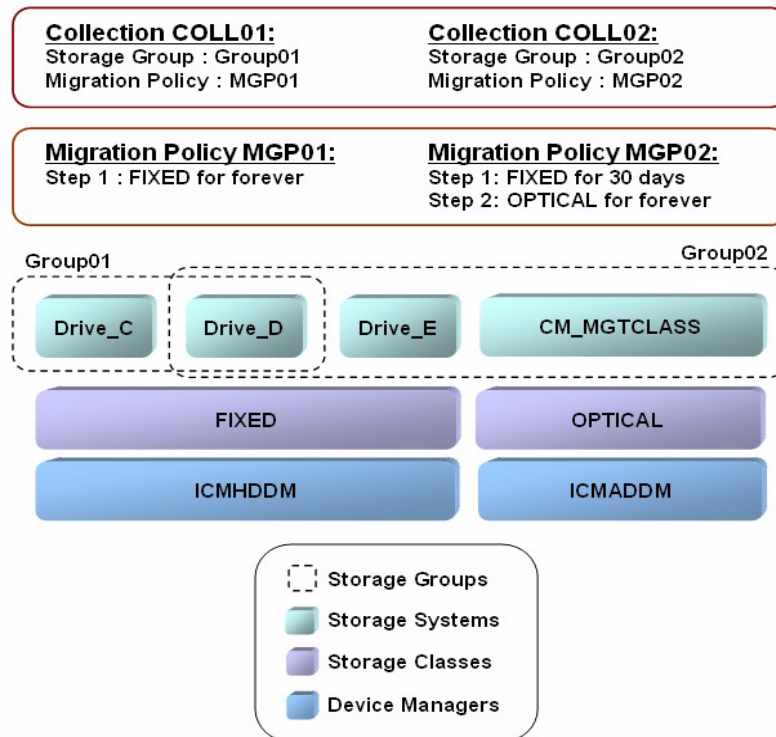 Collection COLL01:
Storage Group : Group01
Migration Policy : MGP01
Collection COLL02:
Storage Group : Group02
Migration Policy : MGP02
Migration Policy MGP01:
Step 1 : FIXED for forever
Migration Policy MGP02:
Step 1: FIXED for 30 days
Step 2: OPTICAL for forever
Group01
Group02
Drive_C
Drive_D
Drive_E
CM_MGTCLASS
FIXED
OPTICAL
ICMHDDM
ICMADDM
Storage Groups
Storage Systems
Storage Classes
Device Managers